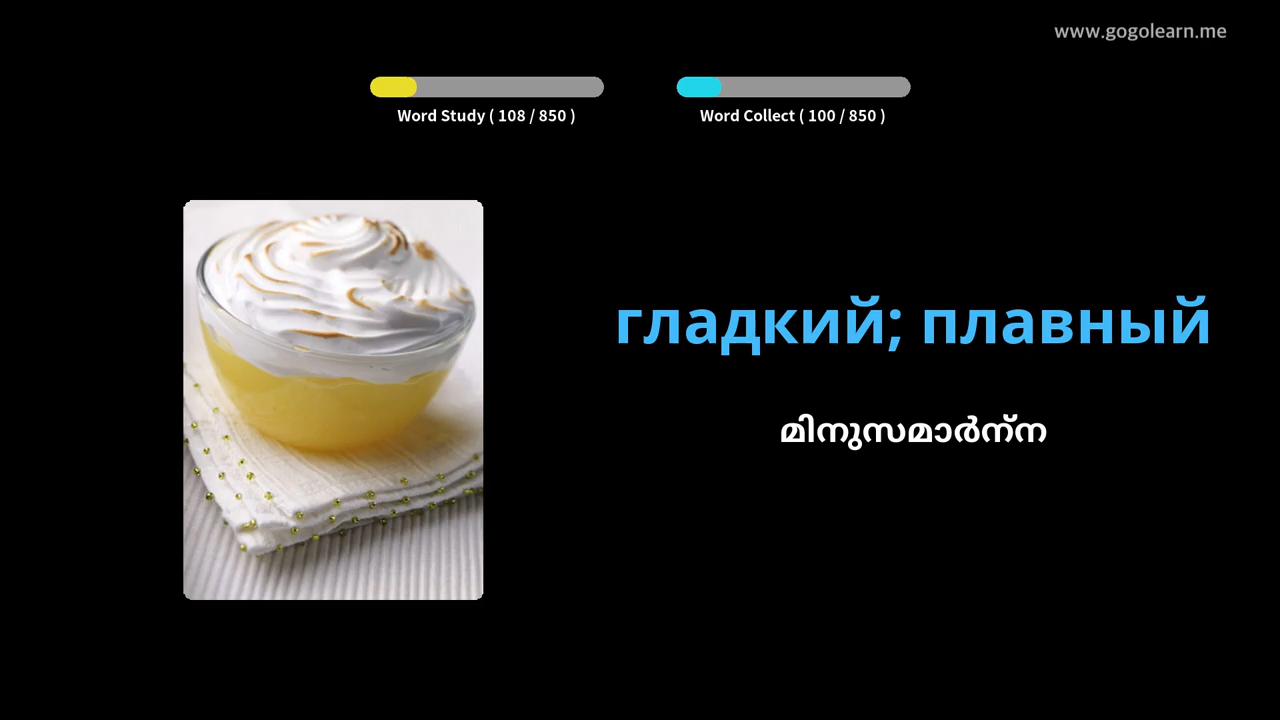 www.gogolearn.me
Word Study ( 108 / 850 )
Word Collect ( 100 / 850 )
гладкий; плавный
മിനുസമാർന്ന